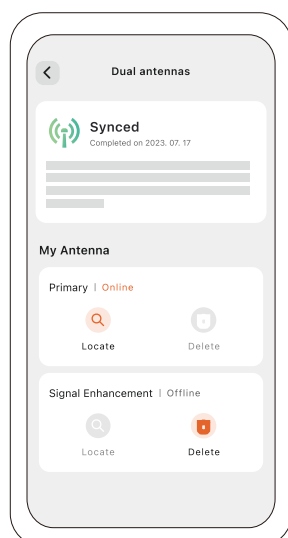 Dual antennas
Synced
Completed on 2023. 07. 17
My Antenna
Primary | Online
Locate Delete
Signal Enhancement | Offline
Locate Delete